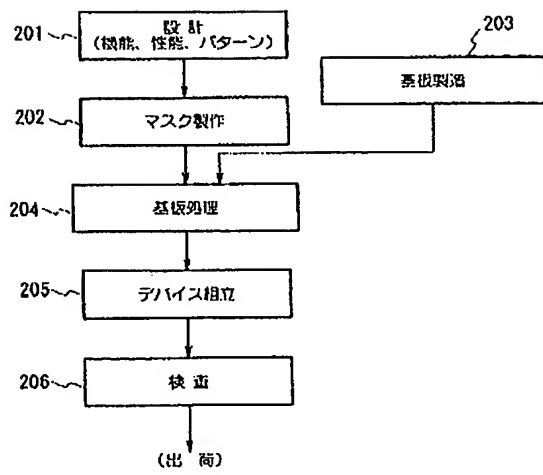 201
設計
(機能、性能、パターン)
203
基板製造
202
マスク製作
204
基板処理
205
デバイス組立
206
検査
(出荷)